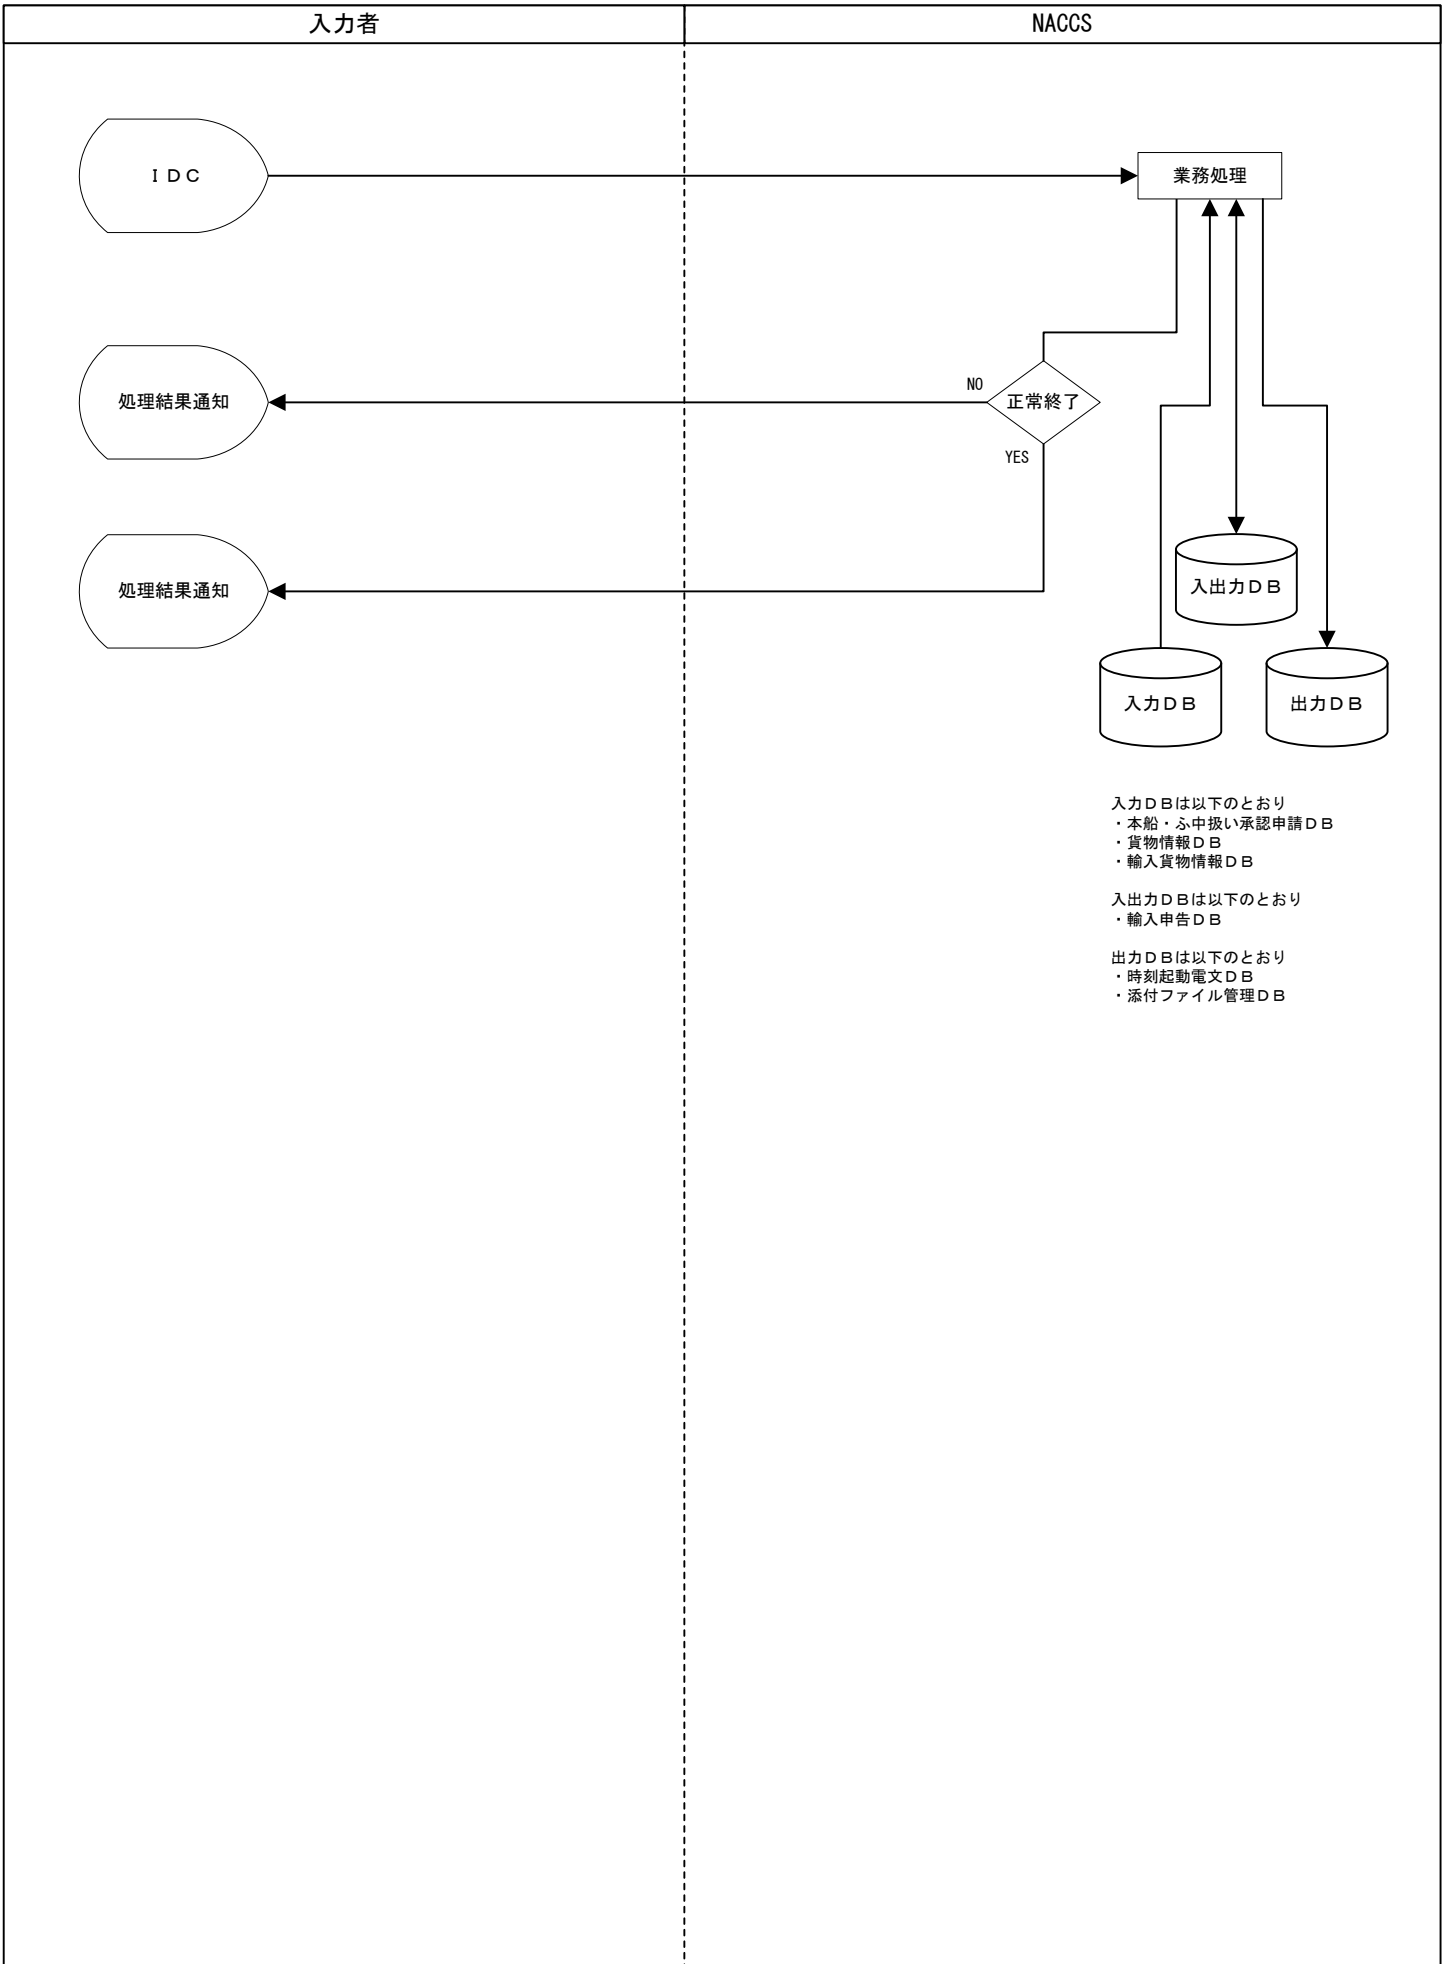 入力者
NACCS
ＩＤＣ
業務処理
処理結果通知
NO
正常終了
YES
処理結果通知
入出力ＤＢ
入力ＤＢ
出力ＤＢ
入力ＤＢは以下のとおり
・本船・ふ中扱い承認申請ＤＢ
・貨物情報ＤＢ
・輸入貨物情報ＤＢ
入出力ＤＢは以下のとおり
・輸入申告ＤＢ
出力ＤＢは以下のとおり
・時刻起動電文ＤＢ
・添付ファイル管理ＤＢ